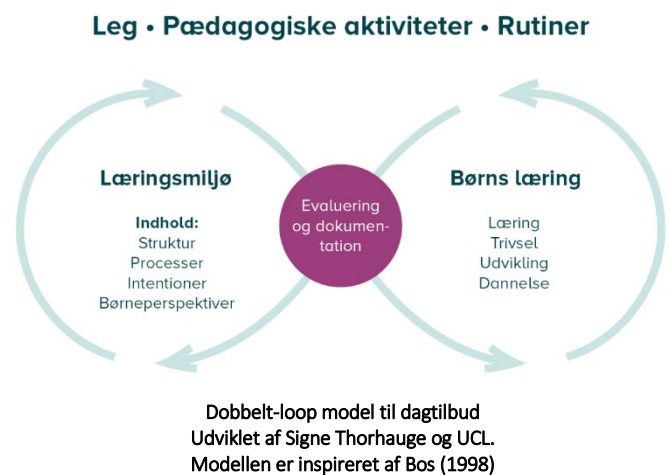 Leg • Pædagogiske aktiviteter • Rutiner
Læringsmiljø
Indhold:
Struktur
Processer
Intentioner
Børneperspektiver
Evaluering
og dokumen-
tation
Børns læring
Læring
Trivsel
Udvikling
Dannelse
Dobbelt-loop model til dagtilbud
Udviklet af Signe Thorhauge og UCL.
Modellen er inspireret af Bos (1998)